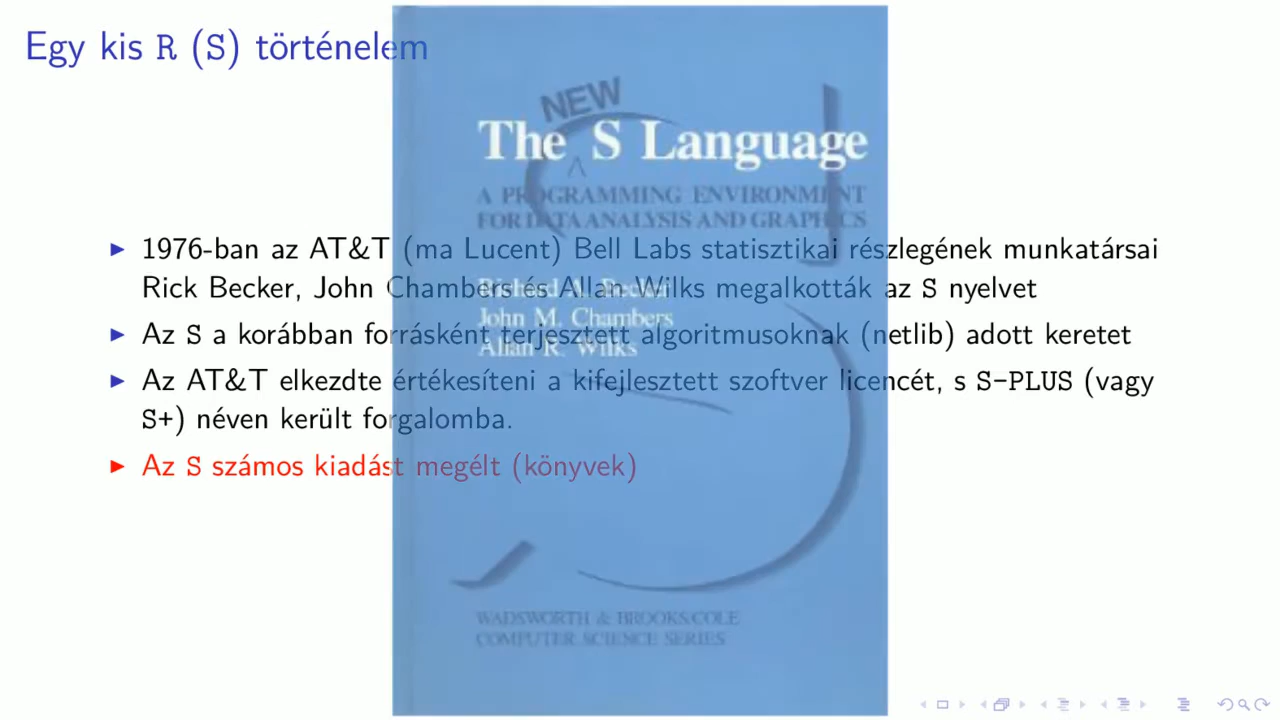 Egy kis R (S) történelem
NEW
The S Language
A PROGRAMMING ENVIRONMENT
FOR DATA ANALYSIS AND GRAPHICS
▶ 1976-ban az AT&T (ma Lucent) Bell Labs statisztikai részlegének munkatársai
Rick Becker, John Chambers és Allan Wilks megalkották az S nyelvet
Richard A. Becker
John M. Chambers
Allan R. Wilks
▶ Az S a korábban forrásként terjesztett algoritmusoknak (netlib) adott keretet
▶ Az AT&T elkezdte értékesíteni a kifejlesztett szoftver licencét, s S-PLUS (vagy
S+) néven került forgalomba.
▶ Az S számos kiadást megélt (könyvek)
WADSWORTH & BROOKS/COLE
COMPUTER SCIENCE SERIES